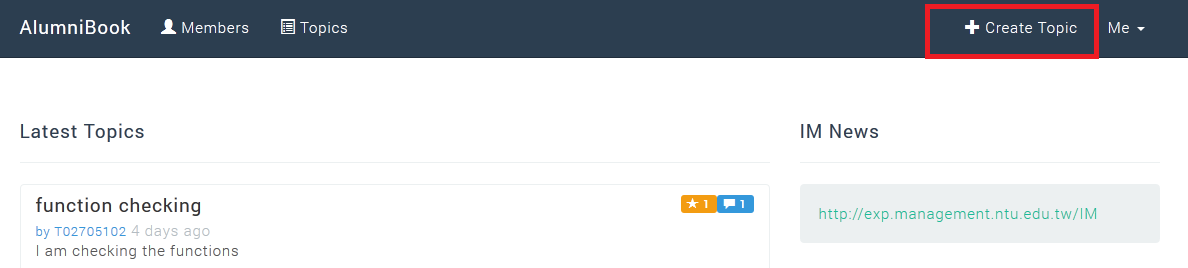 AlumniBook Members Topics Create Topic Me
Latest Topics
IM News
function checking
1 1
by T02705102 4 days ago
I am checking the functions
http://exp.management.ntu.edu.tw/IM